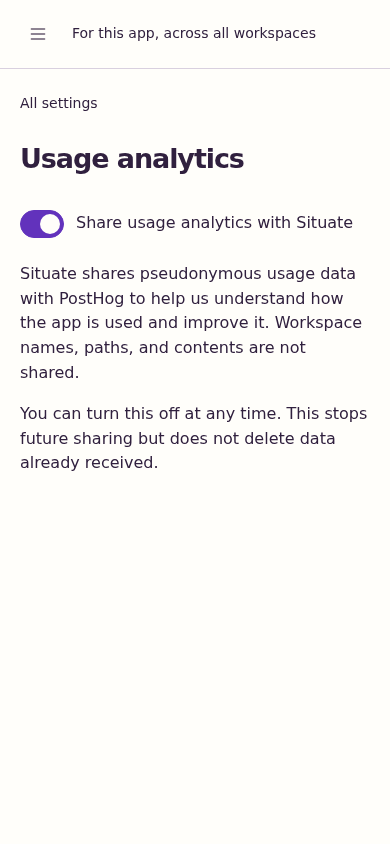 For this app, across all workspaces
All settings
Usage analytics
Share usage analytics with Situate
Situate shares pseudonymous usage data
with PostHog to help us understand how
the app is used and improve it. Workspace
names, paths, and contents are not
shared.
You can turn this off at any time. This stops
future sharing but does not delete data
already received.